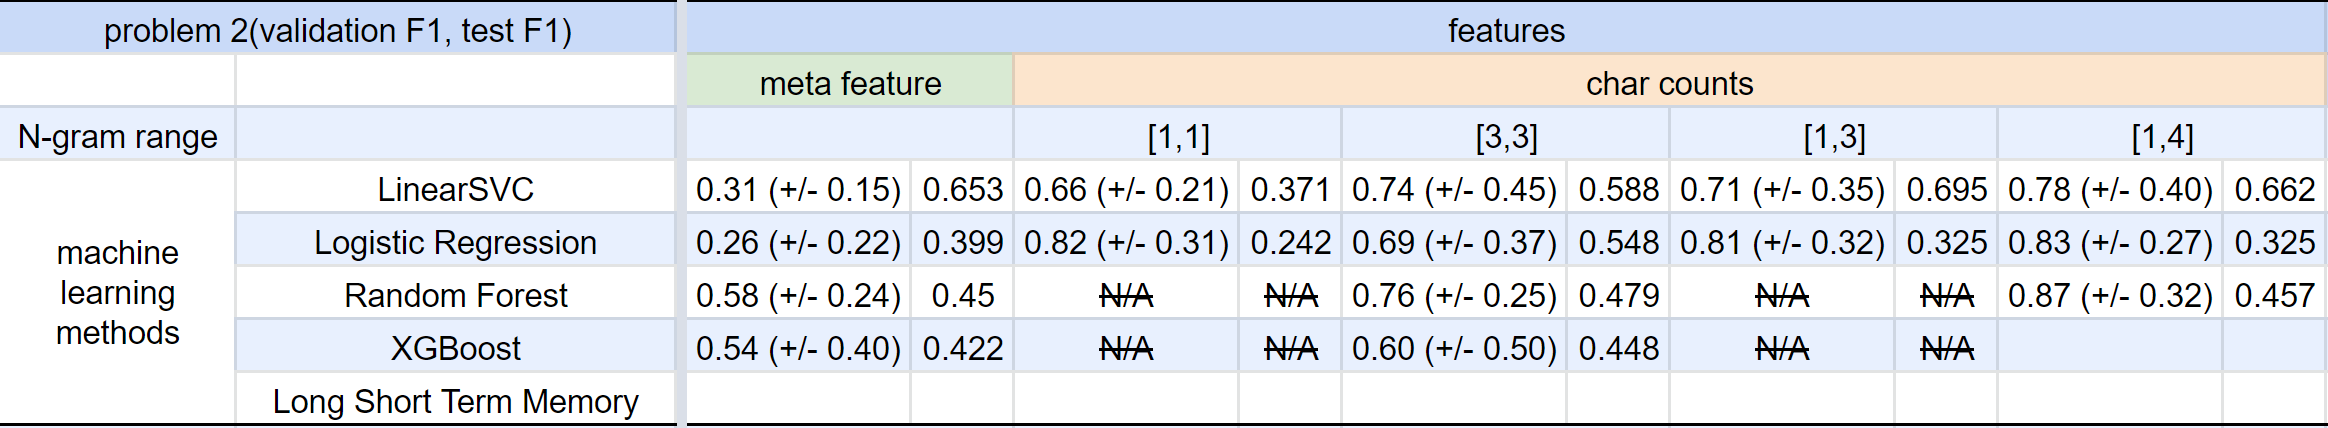 problem 2(validation F1, test F1) features
meta feature char counts
N-gram range [1,1] [3,3] [1,3] [1,4]
LinearSVC 0.31 (+/- 0.15) 0.653 0.66 (+/- 0.21) 0.371 0.74 (+/- 0.45) 0.588 0.71 (+/- 0.35) 0.695 0.78 (+/- 0.40) 0.662
machine learning methods
Logistic Regression 0.26 (+/- 0.22) 0.399 0.82 (+/- 0.31) 0.242 0.69 (+/- 0.37) 0.548 0.81 (+/- 0.32) 0.325 0.83 (+/- 0.27) 0.325
Random Forest 0.58 (+/- 0.24) 0.45 N/A N/A 0.76 (+/- 0.25) 0.479 N/A N/A 0.87 (+/- 0.32) 0.457
XGBoost 0.54 (+/- 0.40) 0.422 N/A N/A 0.60 (+/- 0.50) 0.448 N/A N/A
Long Short Term Memory